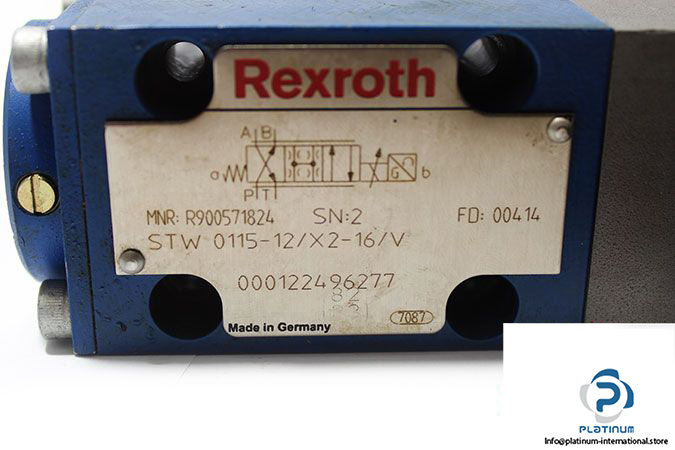 Rexroth
A B
a G b
P T
MNR: R900571824 SN:2 FD: 00414
STW 0115-12/X2-16/V
000122496277
7087
Made in Germany
PLATINUM
Info@platinum-international.store